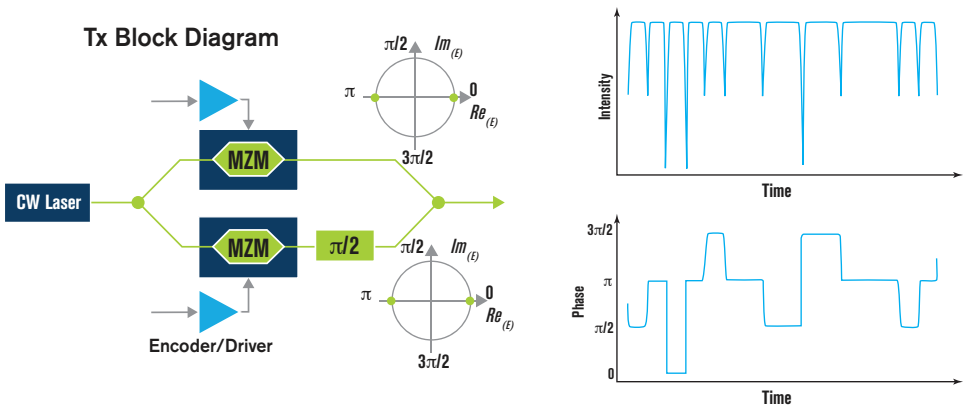 Tx Block Diagram
π/2 Im(E)
π 0
Re(E)
3π/2
MZM
CW Laser
MZM π/2
π/2 Im(E)
π 0
Re(E)
3π/2
Encoder/Driver
Intensity
Time
3π/2
π
π/2
0
Phase
Time